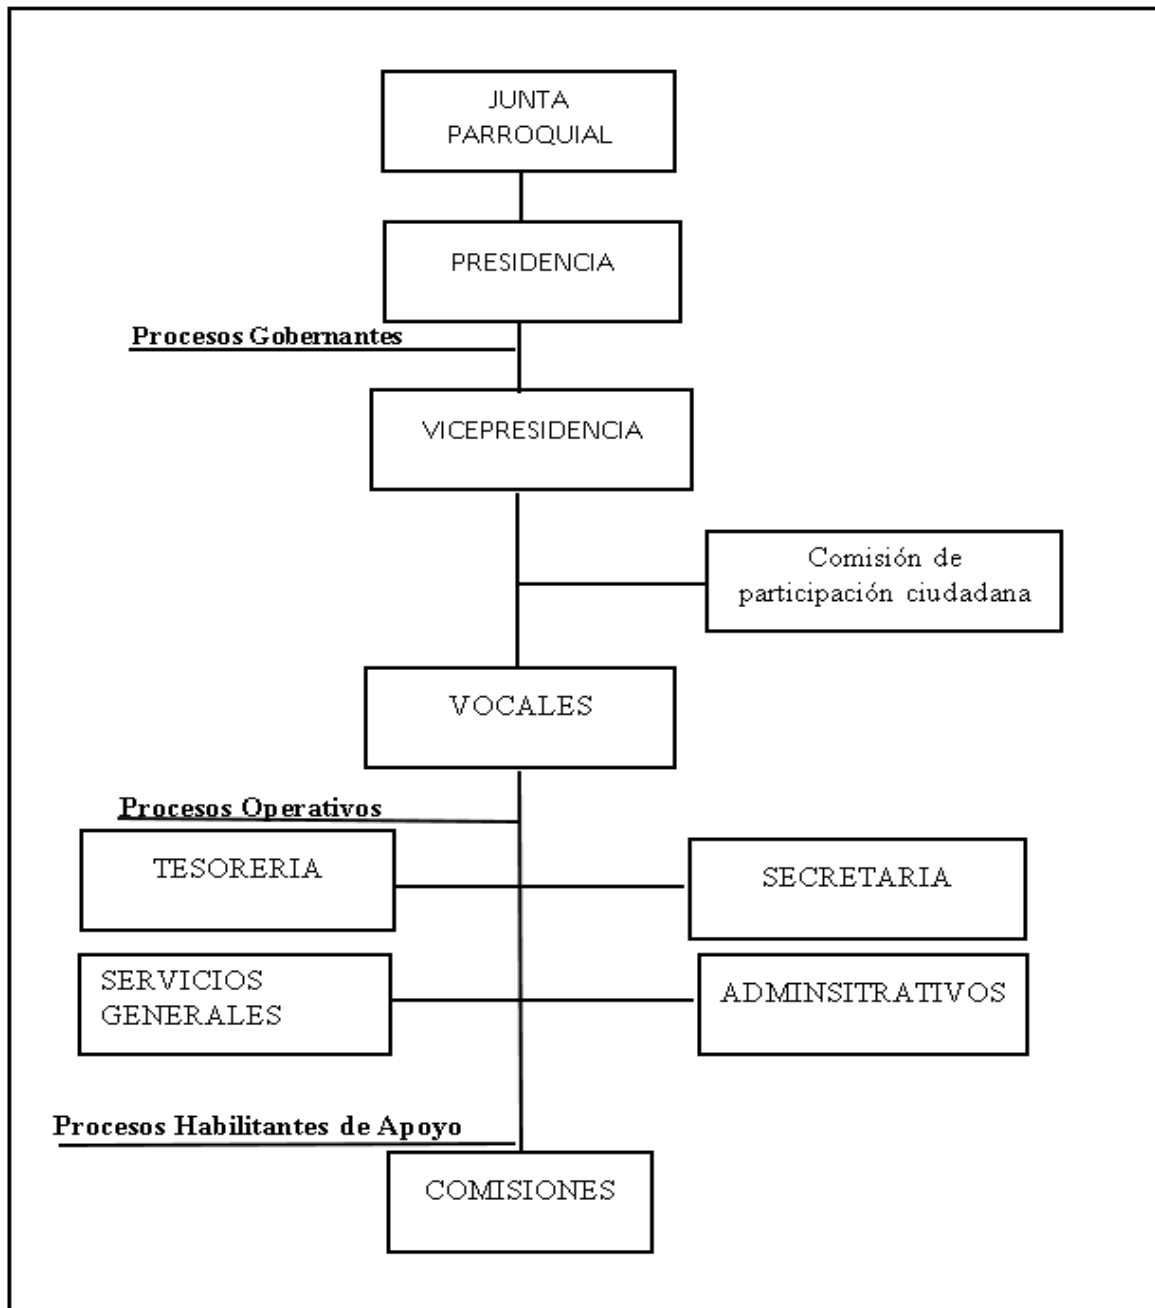 JUNTA
PARROQUIAL
PRESIDENCIA
Procesos Gobernantes
VICEPRESIDENCIA
Comisión de
participación ciudadana
VOCALES
Procesos Operativos
TESORERIA
SECRETARIA
SERVICIOS
GENERALES
ADMINSITRATIVOS
Procesos Habilitantes de Apoyo
COMISIONES